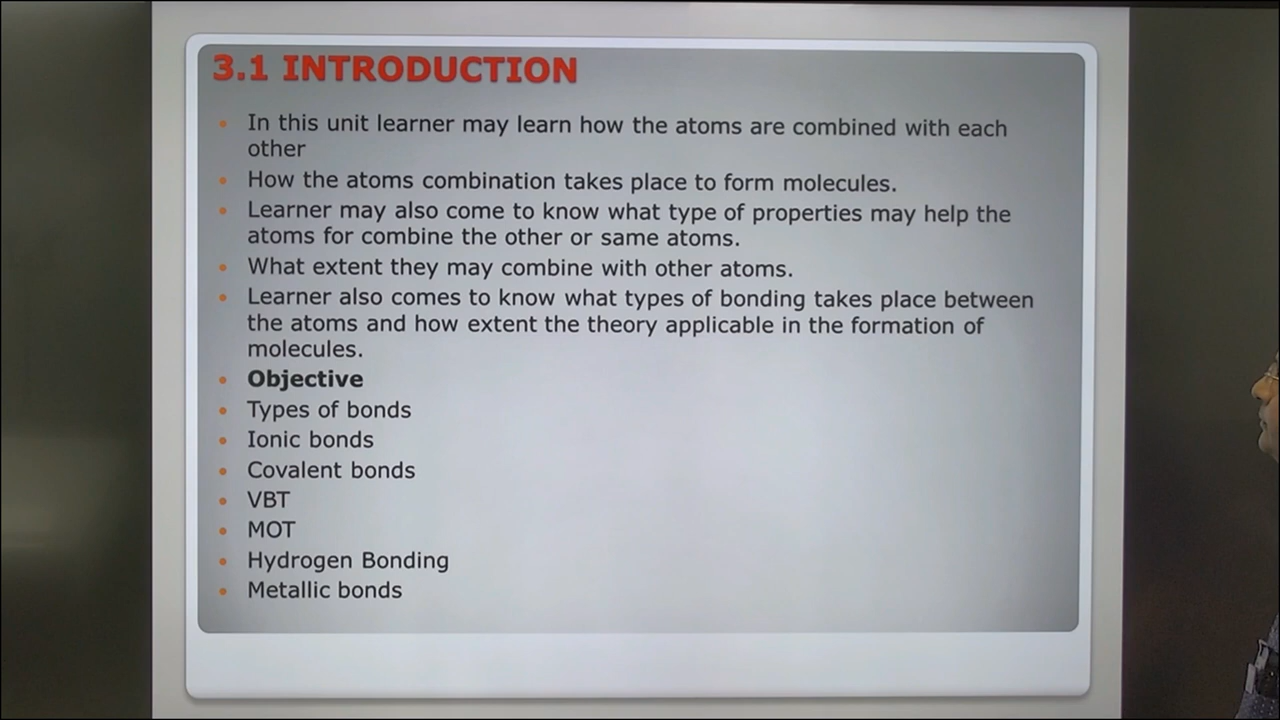 3.1 INTRODUCTION
• In this unit learner may learn how the atoms are combined with each
other
• How the atoms combination takes place to form molecules.
• Learner may also come to know what type of properties may help the
atoms for combine the other or same atoms.
• What extent they may combine with other atoms.
• Learner also comes to know what types of bonding takes place between
the atoms and how extent the theory applicable in the formation of
molecules.
• Objective
• Types of bonds
• Ionic bonds
• Covalent bonds
• VBT
• MOT
• Hydrogen Bonding
• Metallic bonds